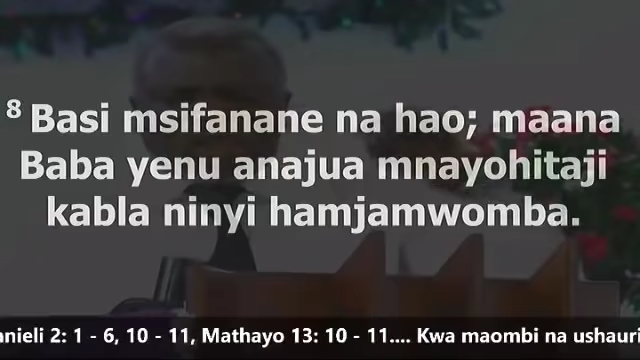 8 Basi msifanane na hao; maana
Baba yenu anajua mnayohitaji
kabla ninyi hamjamwomba.
nieli 2: 1 - 6, 10 - 11, Mathayo 13: 10 - 11.... Kwa maombi na ushauri